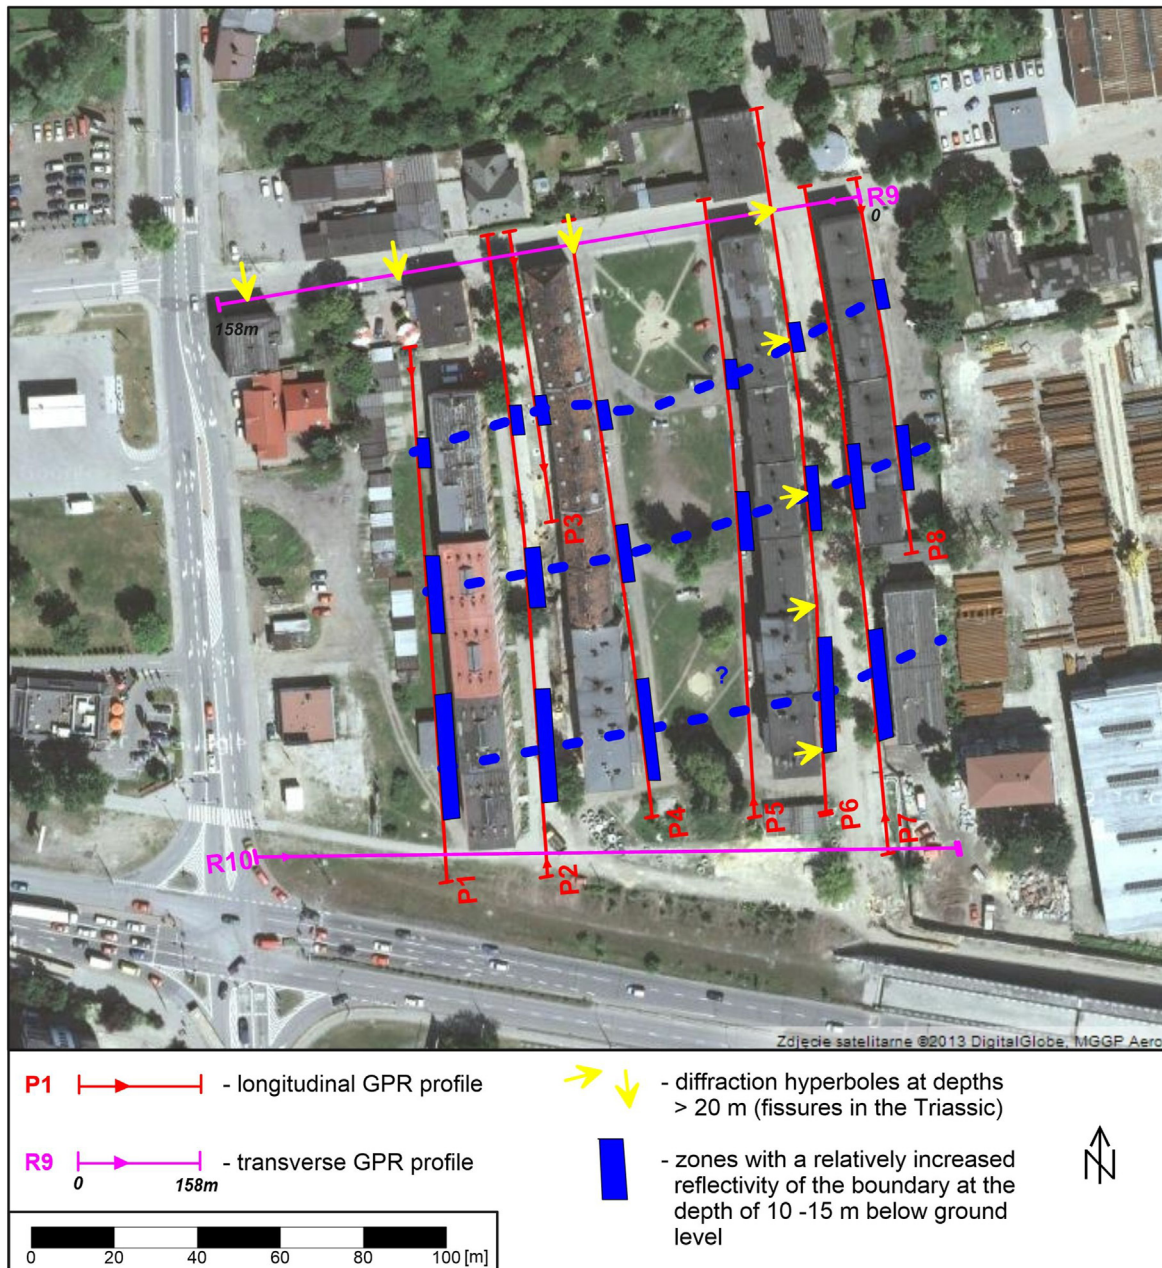 R9
0
158m
P3
P8
?
P4
P5
P6
P7
R10
P1
P2
Zdjęcie satelitarne ©2013 DigitalGlobe, MGGP Aero
P1 - longitudinal GPR profile
- diffraction hyperboles at depths
> 20 m (fissures in the Triassic)
R9 - transverse GPR profile
0 158m
- zones with a relatively increased
reflectivity of the boundary at the
depth of 10 -15 m below ground
level
N
0 20 40 60 80 100 [m]